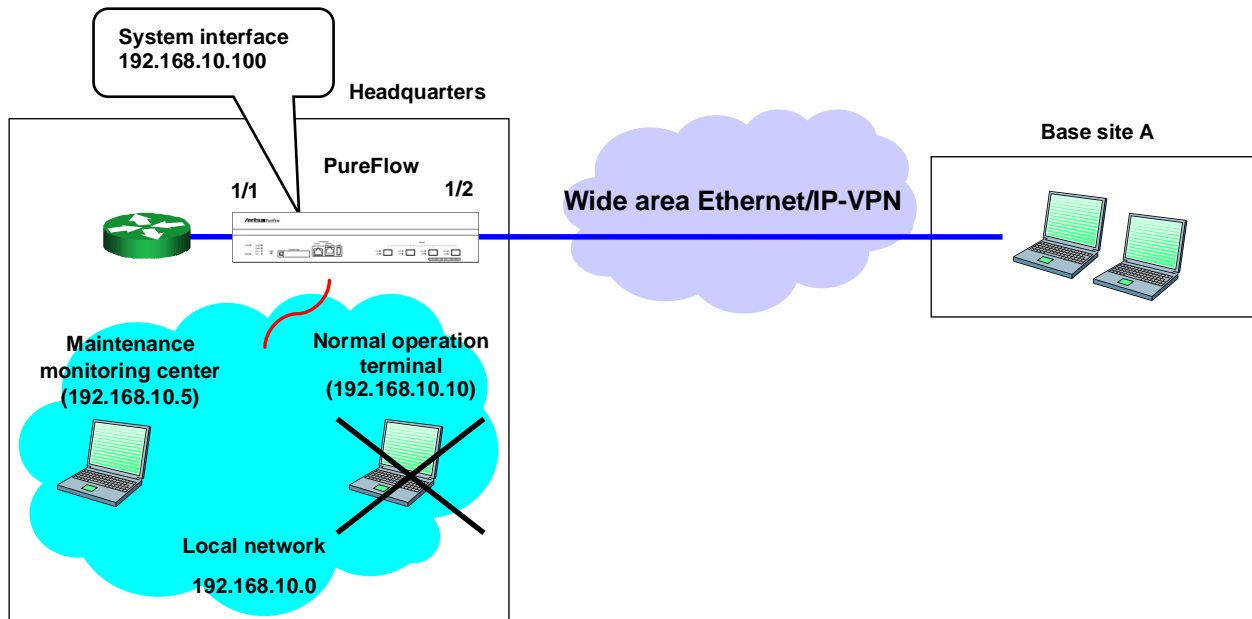 System interface
192.168.10.100
Headquarters
PureFlow
1/1
1/2
Wide area Ethernet/IP-VPN
Base site A
Maintenance
monitoring center
(192.168.10.5)
Normal operation
terminal
(192.168.10.10)
Local network
192.168.10.0